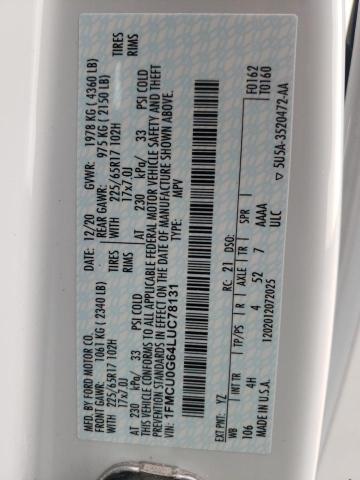 MFD. BY FORD MOTOR CO. 12/20 GVWR: 1978 KG ( 4360 LB)
FRONT GAWR: 1061 KG ( 2340 LB) REAR GAWR: 975 KG ( 2150 LB)
WITH 225/65R17 102H TIRES WITH 225/65R17 102H TIRES
17x7.0J RIMS 17x7.0J RIMS
AT 230 kPa/ 33 PSI COLD AT 230 kPa/ 33 PSI COLD
THIS VEHICLE CONFORMS TO ALL APPLICABLE FEDERAL MOTOR VEHICLE SAFETY AND THEFT
PREVENTION STANDARDS IN EFFECT ON THE DATE OF MANUFACTURE SHOWN ABOVE.
1FMCU0G64LUC78131 TYPE: MPV
EXT PNT: YZ RC: 21 DSO: F0162
T0160
WB INT TR TP/PS R AXLE TR SPR
106 4H 4 52 7 AAAA
MADE IN U.S.A. ULC
1202012072025
5U5A-3520472-AA